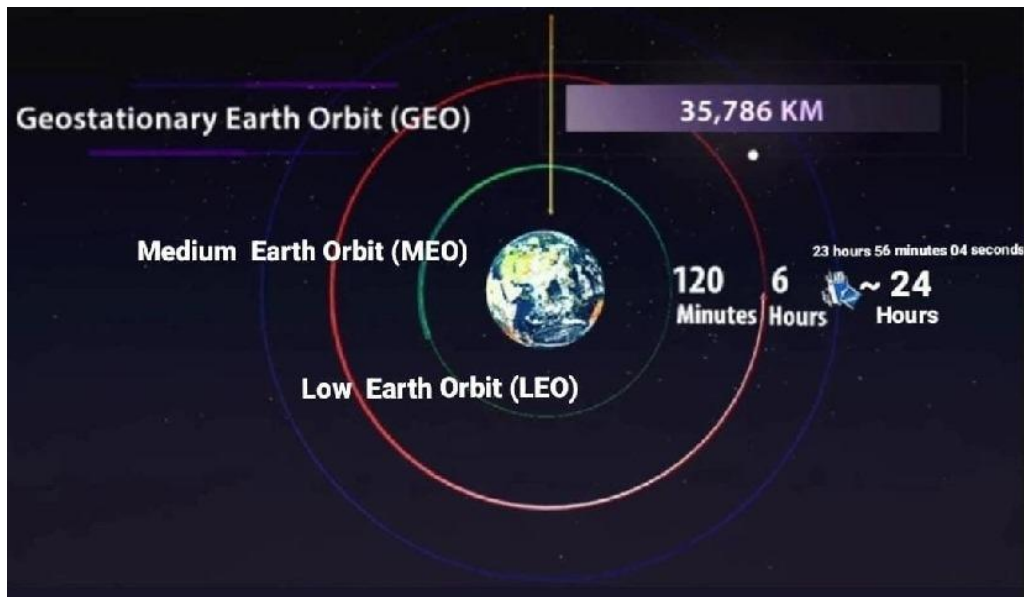 Geostationary Earth Orbit (GEO)
35,786 KM
Medium Earth Orbit (MEO)
23 hours 56 minutes 04 seconds
120
Minutes
6
Hours
~ 24
Hours
Low Earth Orbit (LEO)